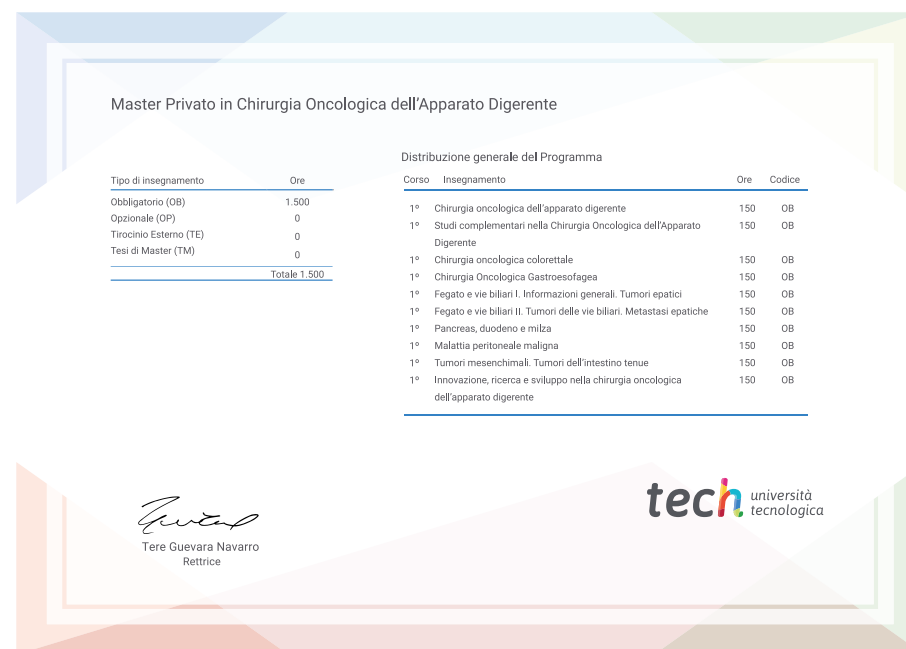 Master Privato in Chirurgia Oncologica dell'Apparato Digerente
Tipo di insegnamento Ore
Obbligatorio (OB) 1.500
Opzionale (OP) 0
Tirocinio Esterno (TE) 0
Tesi di Master (TM) 0
Totale 1.500
Distribuzione generale del Programma
Corso Insegnamento Ore Codice
1º Chirurgia oncologica dell'apparato digerente 150 OB
1º Studi complementari nella Chirurgia Oncologica dell'Apparato 150 OB
Digerente
1º Chirurgia oncologica colorettale 150 OB
1º Chirurgia Oncologica Gastroesofagea 150 OB
1º Fegato e vie biliari I. Informazioni generali. Tumori epatici 150 OB
1º Fegato e vie biliari II. Tumori delle vie biliari. Metastasi epatiche 150 OB
1º Pancreas, duodeno e milza 150 OB
1º Malattia peritoneale maligna 150 OB
1º Tumori mesenchimali. Tumori dell'intestino tenue 150 OB
1º Innovazione, ricerca e sviluppo nella chirurgia oncologica 150 OB
dell'apparato digerente
Tere Guevara Navarro
Rettrice
tech università
tecnologica